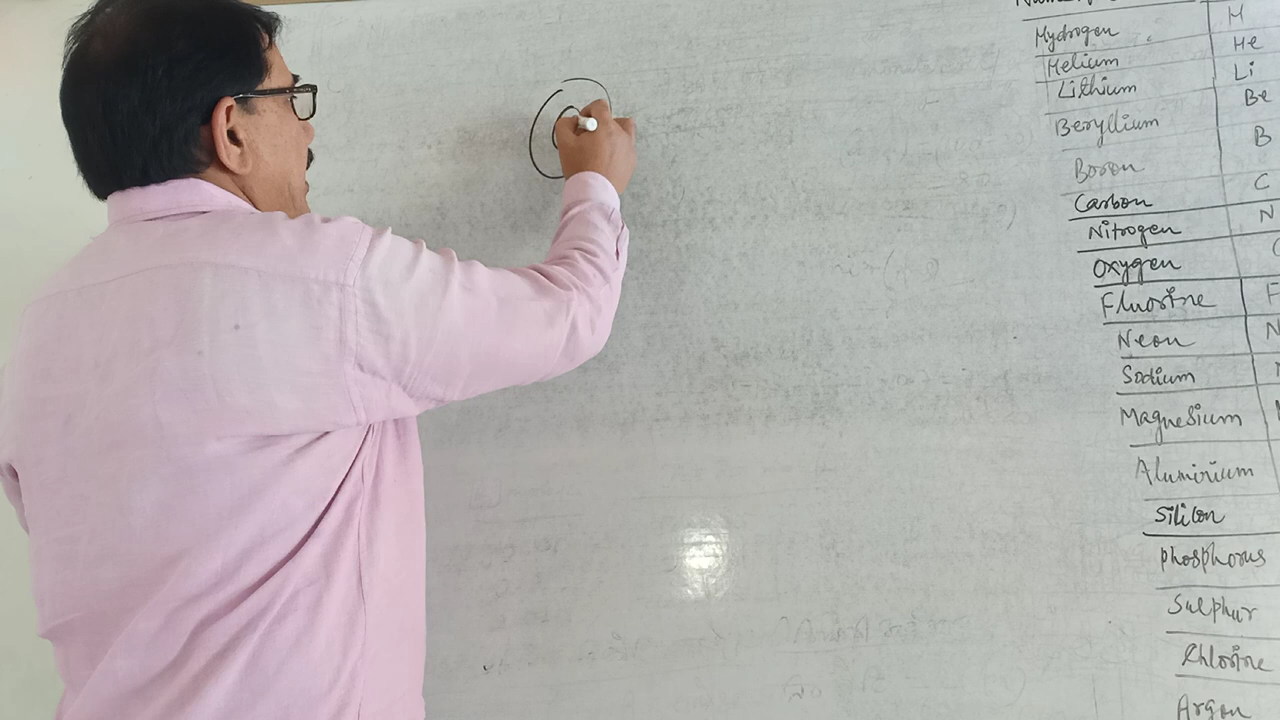 Hydrogen H
Helium He
Lithium Li
Beryllium Be
Boron B
Carbon C
Nitrogen N
Oxygen
Fluorine F
Neon N
Sodium
Magnesium
Aluminium
Silicon
Phosphorus
Sulphur
Chlorine
Argon